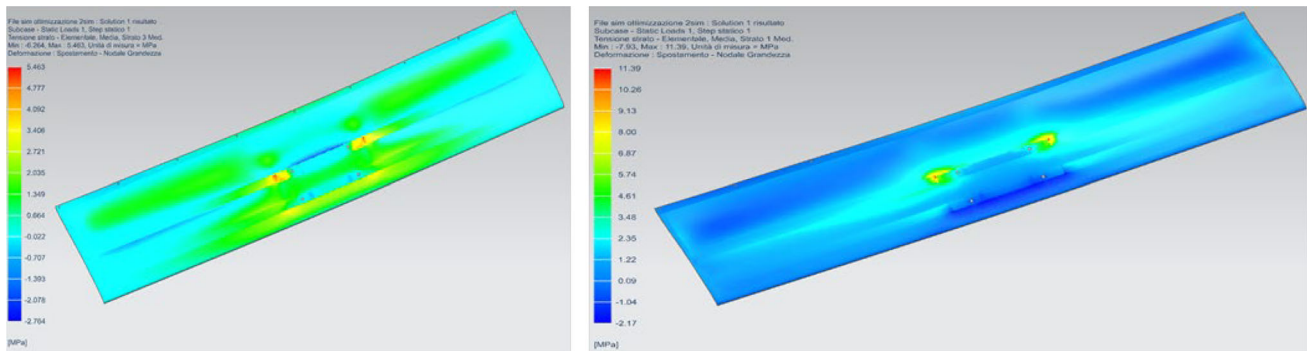 File sim otiimizzazione 2sim : Solution 1 risultato
Subcase - Static Loads 1, Step statico 1
Tensione strato - Elementale, Media, Strato 3 Med.
Min : -6.264, Max : 5.463, Unità di misura = MPa
Deformazione : Spostamento - Nodale Grandezza
5.463
4.777
4.092
3.406
2.721
2.035
1.349
0.664
-0.022
-0.707
-1.393
-2.078
-2.764
[MPa]
File sim otiimizzazione 2sim : Solution 1 risultato
Subcase - Static Loads 1, Step statico 1
Tensione strato - Elementale, Media, Strato 1 Med.
Min : -7.93, Max : 11.39, Unità di misura = MPa
Deformazione : Spostamento - Nodale Grandezza
11.39
10.26
9.13
8.00
6.87
5.74
4.61
3.48
2.35
1.22
0.09
-1.04
-2.17
[MPa]